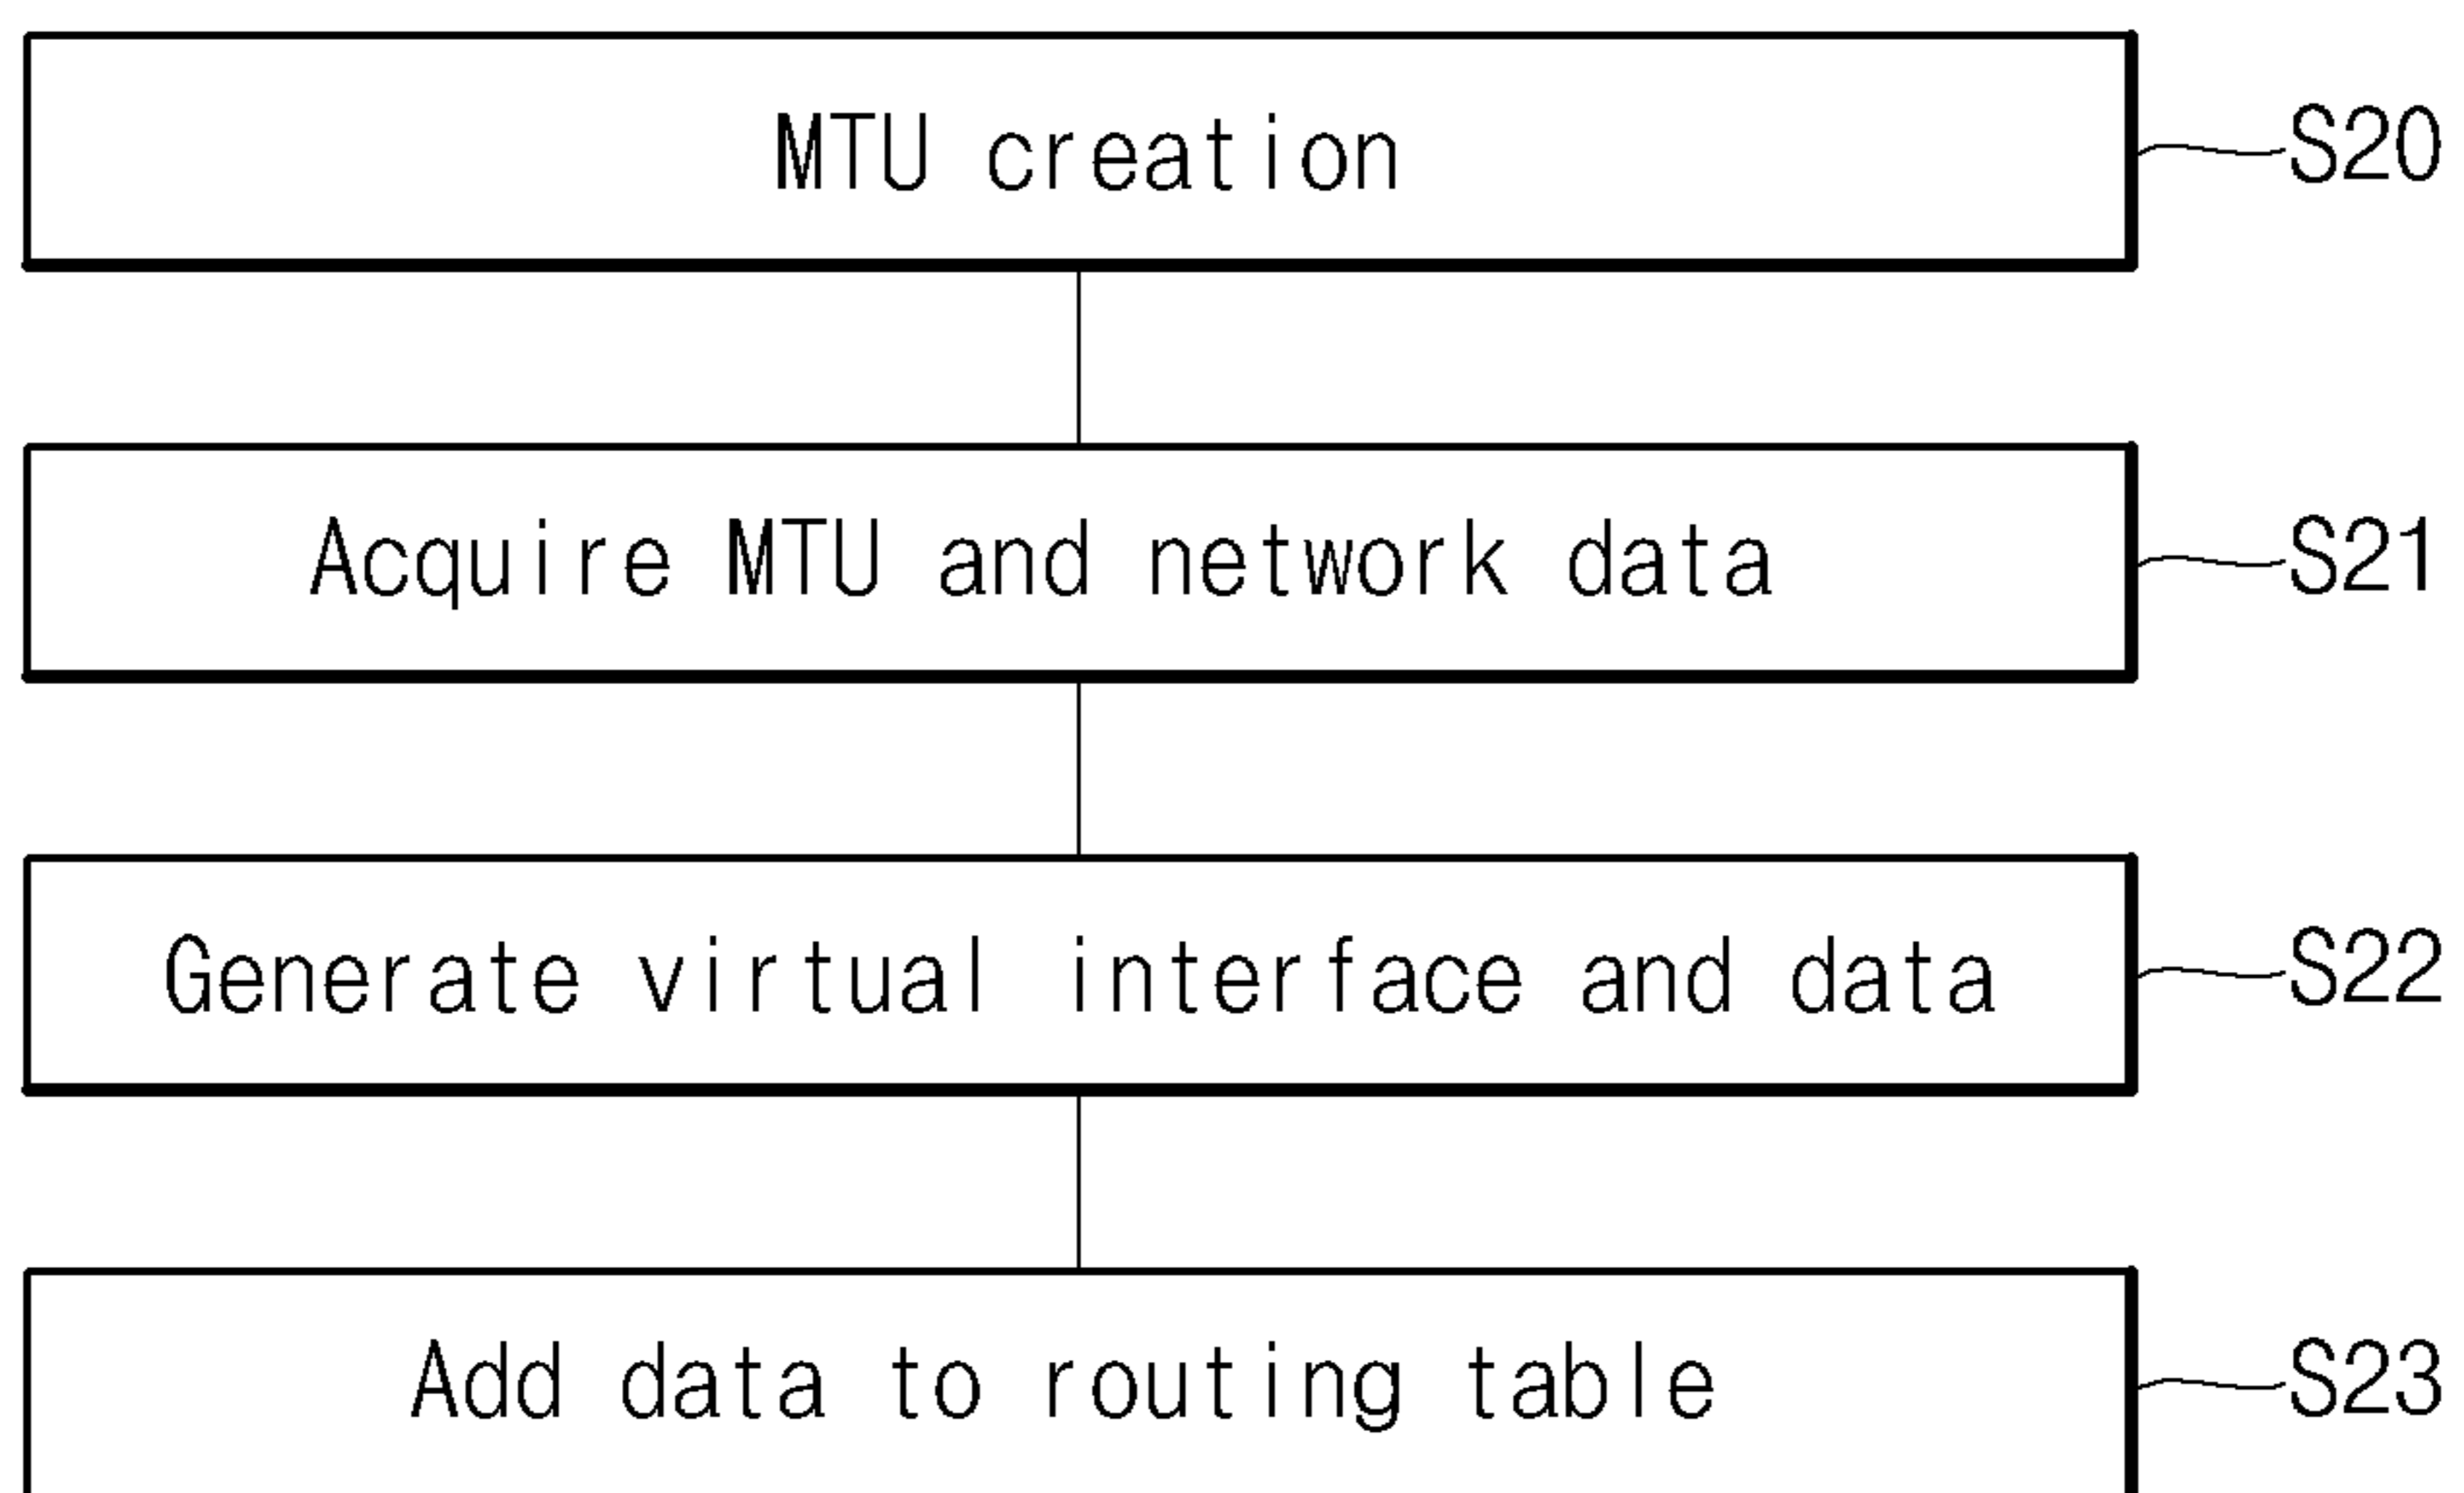 MTU creation S20
Acquire MTU and network data S21
Generate virtual interface and data S22
Add data to routing table S23